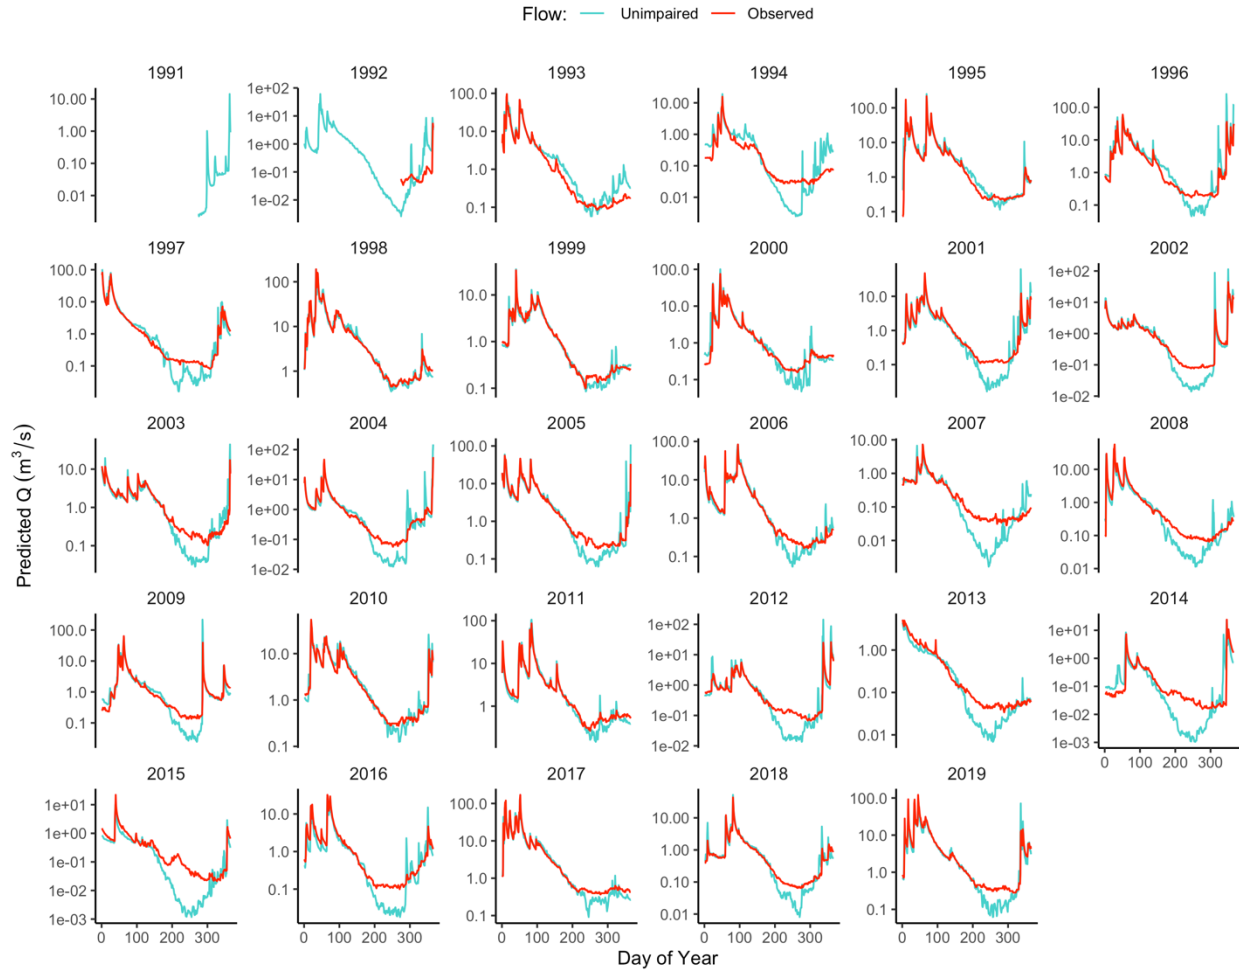 Flow: Unimpaired Observed
1991 1992 1993 1994 1995 1996
10.00 1.00 0.10 0.01
1e+02 1e+01 1e+00 1e-01 1e-02
100.0 10.0 1.0 0.1
1.00 0.10 0.01
100.0 10.0 1.0 0.1
100.0 10.0 1.0 0.1
1997 1998 1999 2000 2001 2002
100.0 10.0 1.0 0.1
100 10 1
100.0 10.0 1.0 0.1
100.0 10.0 1.0 0.1
100.0 10.0 1.0 0.1
1e+02 1e+01 1e+00 1e-01 1e-02
2003 2004 2005 2006 2007 2008
10.0 1.0 0.1
1e+02 1e+01 1e+00 1e-01 1e-02
100.0 10.0 1.0 0.1
100.0 10.0 1.0 0.1
10.00 1.00 0.10 0.01
10.00 1.00 0.10 0.01
2009 2010 2011 2012 2013 2014
100.0 10.0 1.0 0.1
10.0 1.0 0.1
100 10 1
1e+02 1e+01 1e+00 1e-01 1e-02
1.00 0.10 0.01
1e+01 1e+00 1e-01 1e-02 1e-03
0 100 200 300
2015 2016 2017 2018 2019
1e+01 1e+00 1e-01 1e-02 1e-03
10.0 1.0 0.1
100.0 10.0 1.0 0.1
10.00 1.00 0.10 0.01
100.0 10.0 1.0 0.1
0 100 200 300
0 100 200 300
0 100 200 300
0 100 200 300
0 100 200 300
Day of Year
Predicted Q (m³/s)